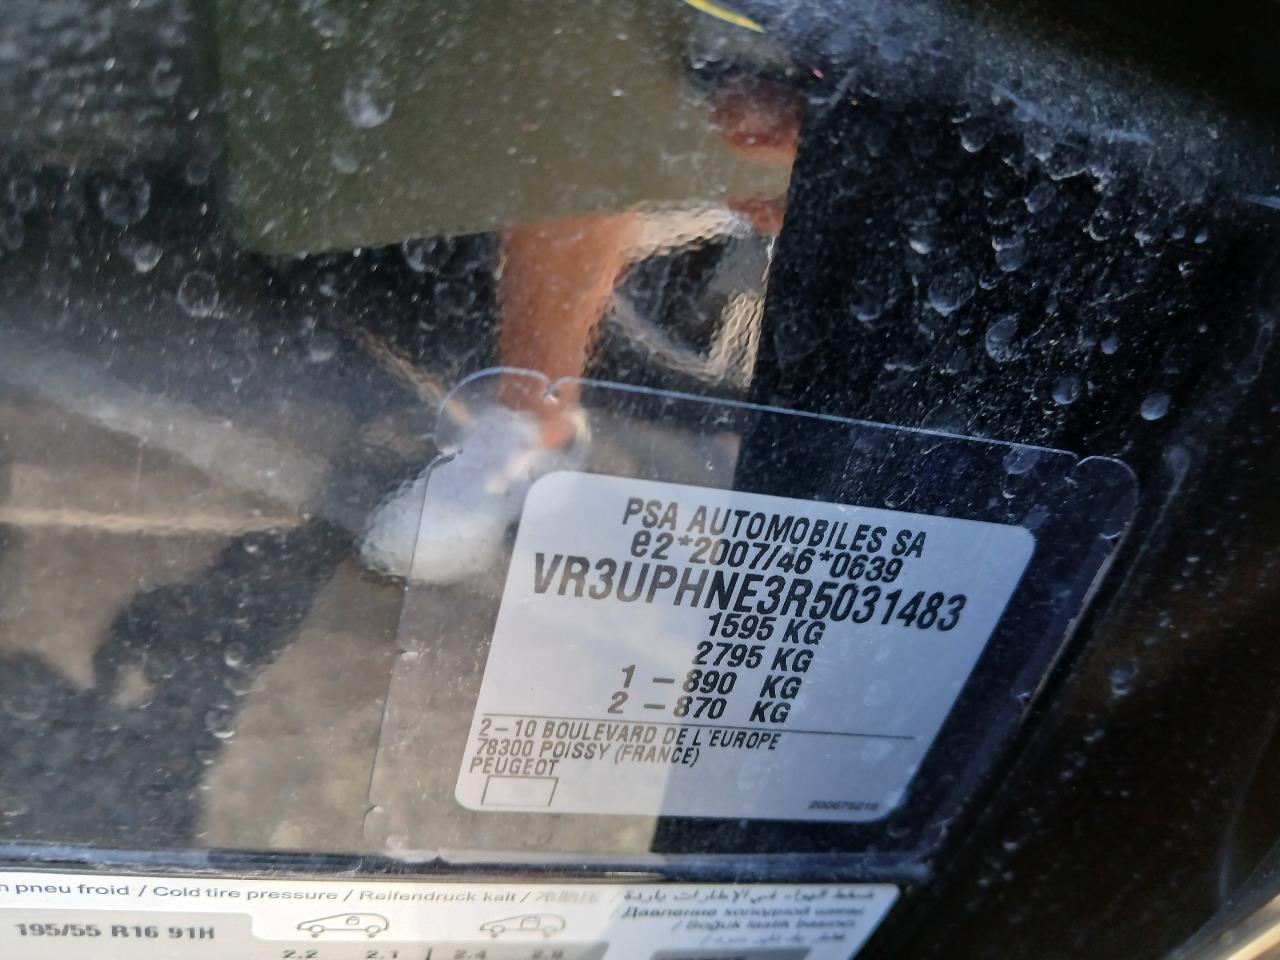 PSA AUTOMOBILES SA
e2*2007/46*0639
VR3UPHNE3R5031483
1595 KG
2795 KG
1 - 890 KG
2 - 870 KG
2-10 BOULEVARD DE L'EUROPE
78300 POISSY (FRANCE)
PEUGEOT
pneu froid / Cold tire pressure / Reifendruck kalt /
Давление холодной шины
/ Soğuk lastik basıncı
195/55 R16 91H
2.2 2.1 2.4